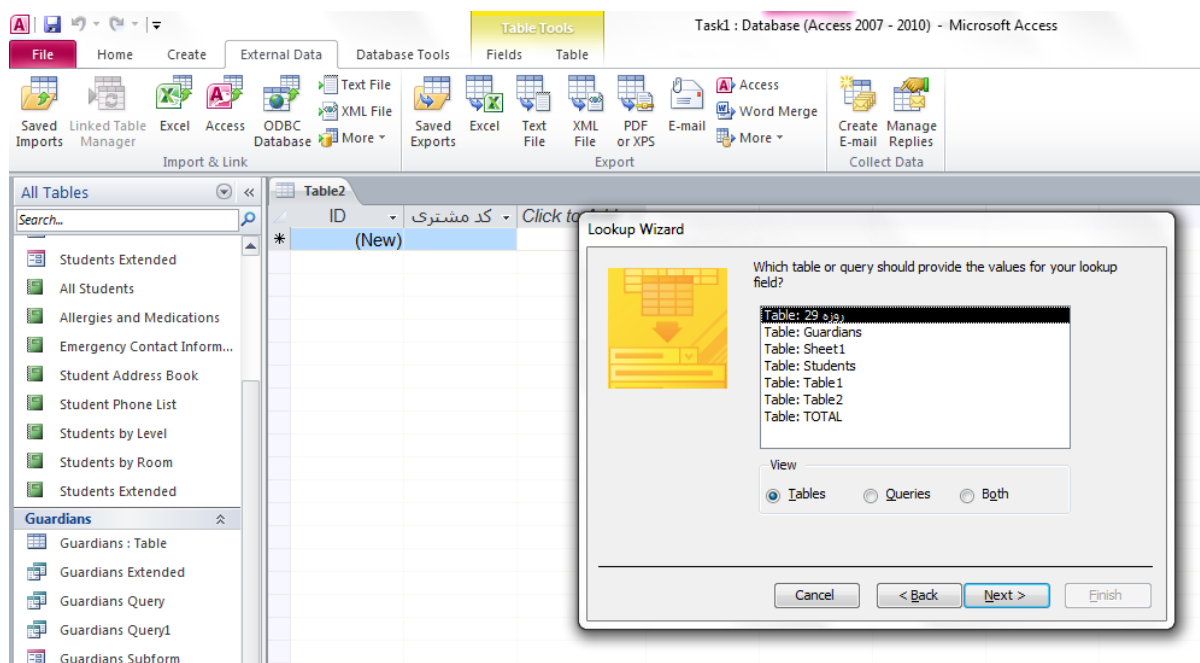 Table Tools
Task1 : Database (Access 2007 - 2010) - Microsoft Access
File Home Create External Data Database Tools Fields Table
Saved Imports
Linked Table Manager
Excel
Access
ODBC Database
Text File
XML File
More
Import & Link
Saved Exports
Excel
Text File
XML File
PDF or XPS
E-mail
Access
Word Merge
More
Export
Create E-mail
Manage Replies
Collect Data
All Tables
Search...
Students Extended
All Students
Allergies and Medications
Emergency Contact Inform...
Student Address Book
Student Phone List
Students by Level
Students by Room
Students Extended
Guardians
Guardians : Table
Guardians Extended
Guardians Query
Guardians Query1
Guardians Subform
Table2
ID کد مشتری Click to
(New)
Lookup Wizard
Which table or query should provide the values for your lookup
field?
Table: 29 روزه
Table: Guardians
Table: Sheet1
Table: Students
Table: Table1
Table: Table2
Table: TOTAL
View
Tables Queries Both
Cancel < Back Next > Finish